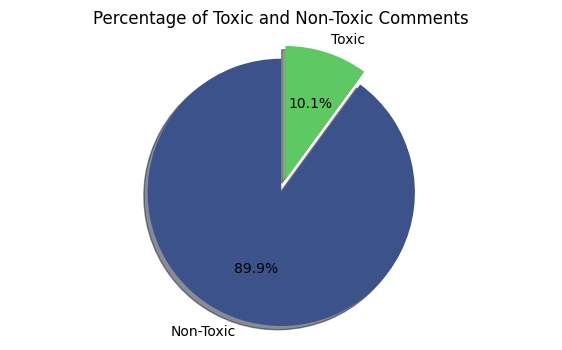 Percentage of Toxic and Non-Toxic Comments
Toxic
10.1%
89.9%
Non-Toxic